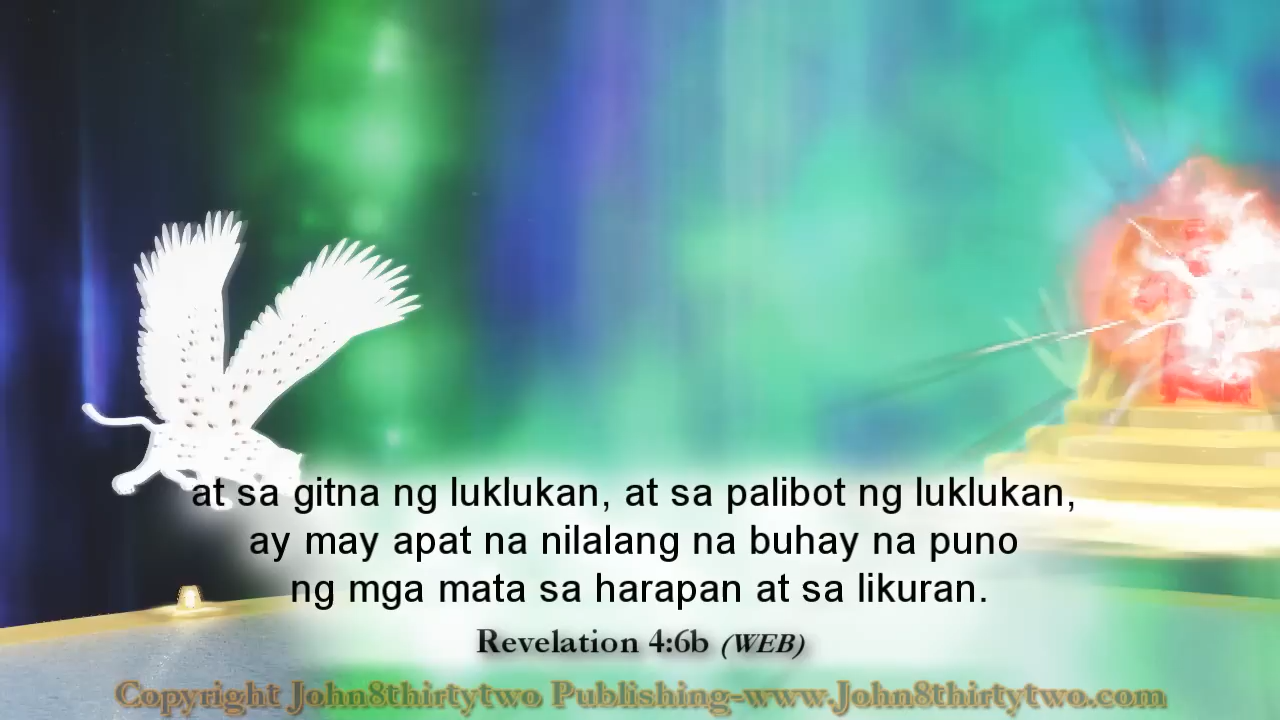 at sa gitna ng luklukan, at sa palibot ng luklukan,
ay may apat na nilalang na buhay na puno
ng mga mata sa harapan at sa likuran.
Revelation 4:6b (WEB)
Copyright John8thirtytwo Publishing-www.John8thirtytwo.com